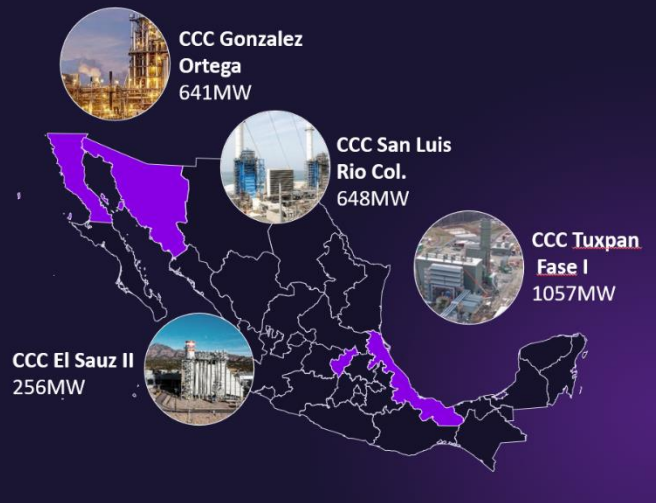 CCC Gonzalez
Ortega
641MW
CCC San Luis
Rio Col.
648MW
CCC Tuxpan
Fase I
1057MW
CCC El Sauz II
256MW